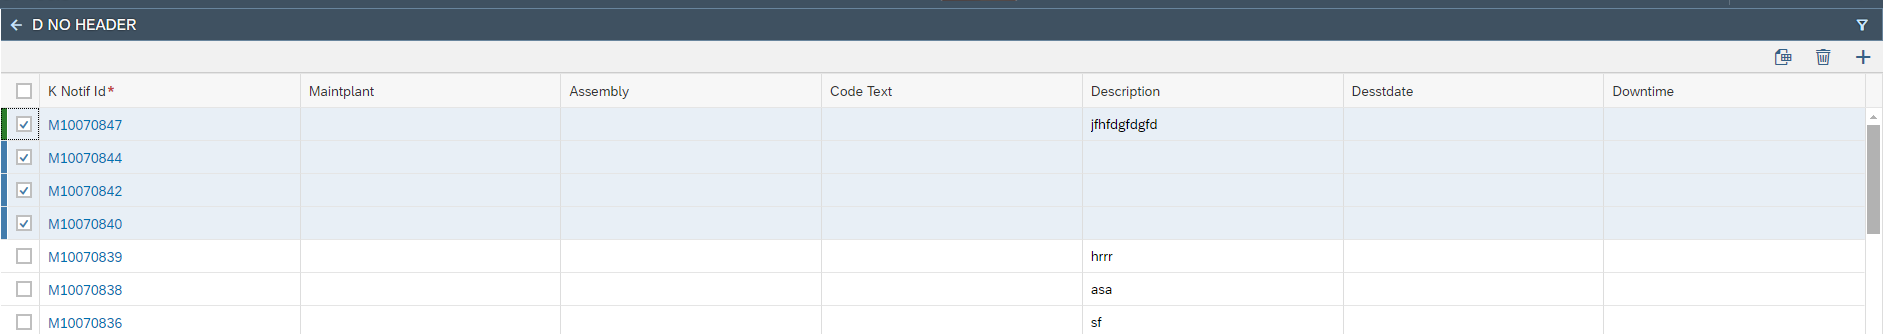 D NO HEADER
K Notif Id* Maintplant Assembly Code Text Description Desstdate Downtime
M10070847 jfhfdgfdgfd
M10070844
M10070842
M10070840
M10070839 hrrr
M10070838 asa
M10070836 sf